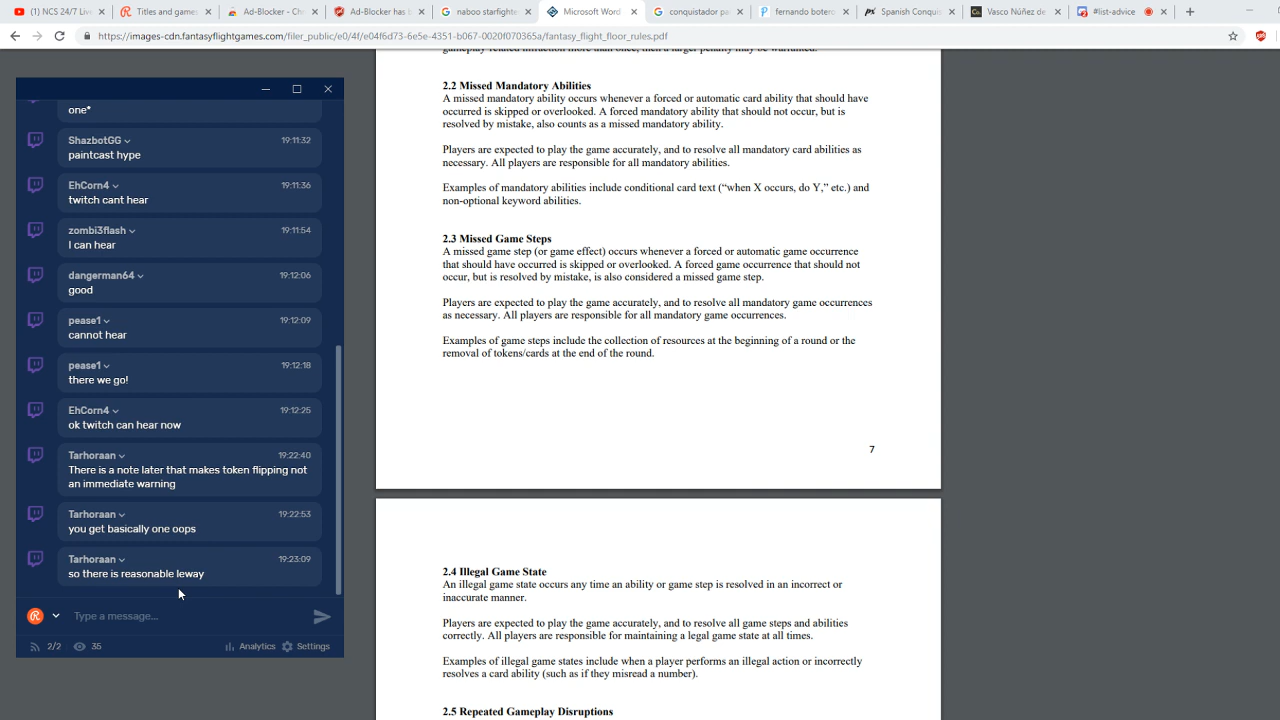 (1) NCS 24/7 Live
Titles and games
Ad-Blocker - Ch
Ad-Blocker has b
naboo starfighte
Microsoft Word
conquistador pa
fernando botero
Spanish Conquis
Vasco Núñez de
#list-advice
https://images-cdn.fantasyflightgames.com/filer_public/e0/4f/e04f6d73-6e5e-4351-b067-0020f070365a/fantasy_flight_floor_rules.pdf
one*
ShazbotGG 19:11:32
paintcast hype
EhCorn4 19:11:36
twitch can hear
zombi3flash 19:11:54
I can hear
dangerman64 19:12:06
good
pease1 19:12:09
cannot hear
pease1 19:12:18
there we go!
EhCorn4 19:12:25
ok twitch can hear now
Tarhoraan 19:22:40
There is a note later that makes token flipping not
an immediate warning
Tarhoraan 19:22:53
you get basically one oops
Tarhoraan 19:23:09
so there is reasonable leway
Type a message...
2/2 35 Analytics Settings
gameplay-related infraction more than once, then a larger penalty may be warranted.
2.2 Missed Mandatory Abilities
A missed mandatory ability occurs whenever a forced or automatic card ability that should have
occurred is skipped or overlooked. A forced mandatory ability that should not occur, but is
resolved by mistake, also counts as a missed mandatory ability.
Players are expected to play the game accurately, and to resolve all mandatory card abilities as
necessary. All players are responsible for all mandatory abilities.
Examples of mandatory abilities include conditional card text (“when X occurs, do Y,” etc.) and
non-optional keyword abilities.
2.3 Missed Game Steps
A missed game step (or game effect) occurs whenever a forced or automatic game occurrence
that should have occurred is skipped or overlooked. A forced game occurrence that should not
occur, but is resolved by mistake, is also considered a missed game step.
Players are expected to play the game accurately, and to resolve all mandatory game occurrences
as necessary. All players are responsible for all mandatory game occurrences.
Examples of game steps include the collection of resources at the beginning of a round or the
removal of tokens/cards at the end of the round.
7
2.4 Illegal Game State
An illegal game state occurs any time an ability or game step is resolved in an incorrect or
inaccurate manner.
Players are expected to play the game accurately, and to resolve all game steps and abilities
correctly. All players are responsible for maintaining a legal game state at all times.
Examples of illegal game states include when a player performs an illegal action or incorrectly
resolves a card ability (such as if they misread a number).
2.5 Repeated Gameplay Disruptions